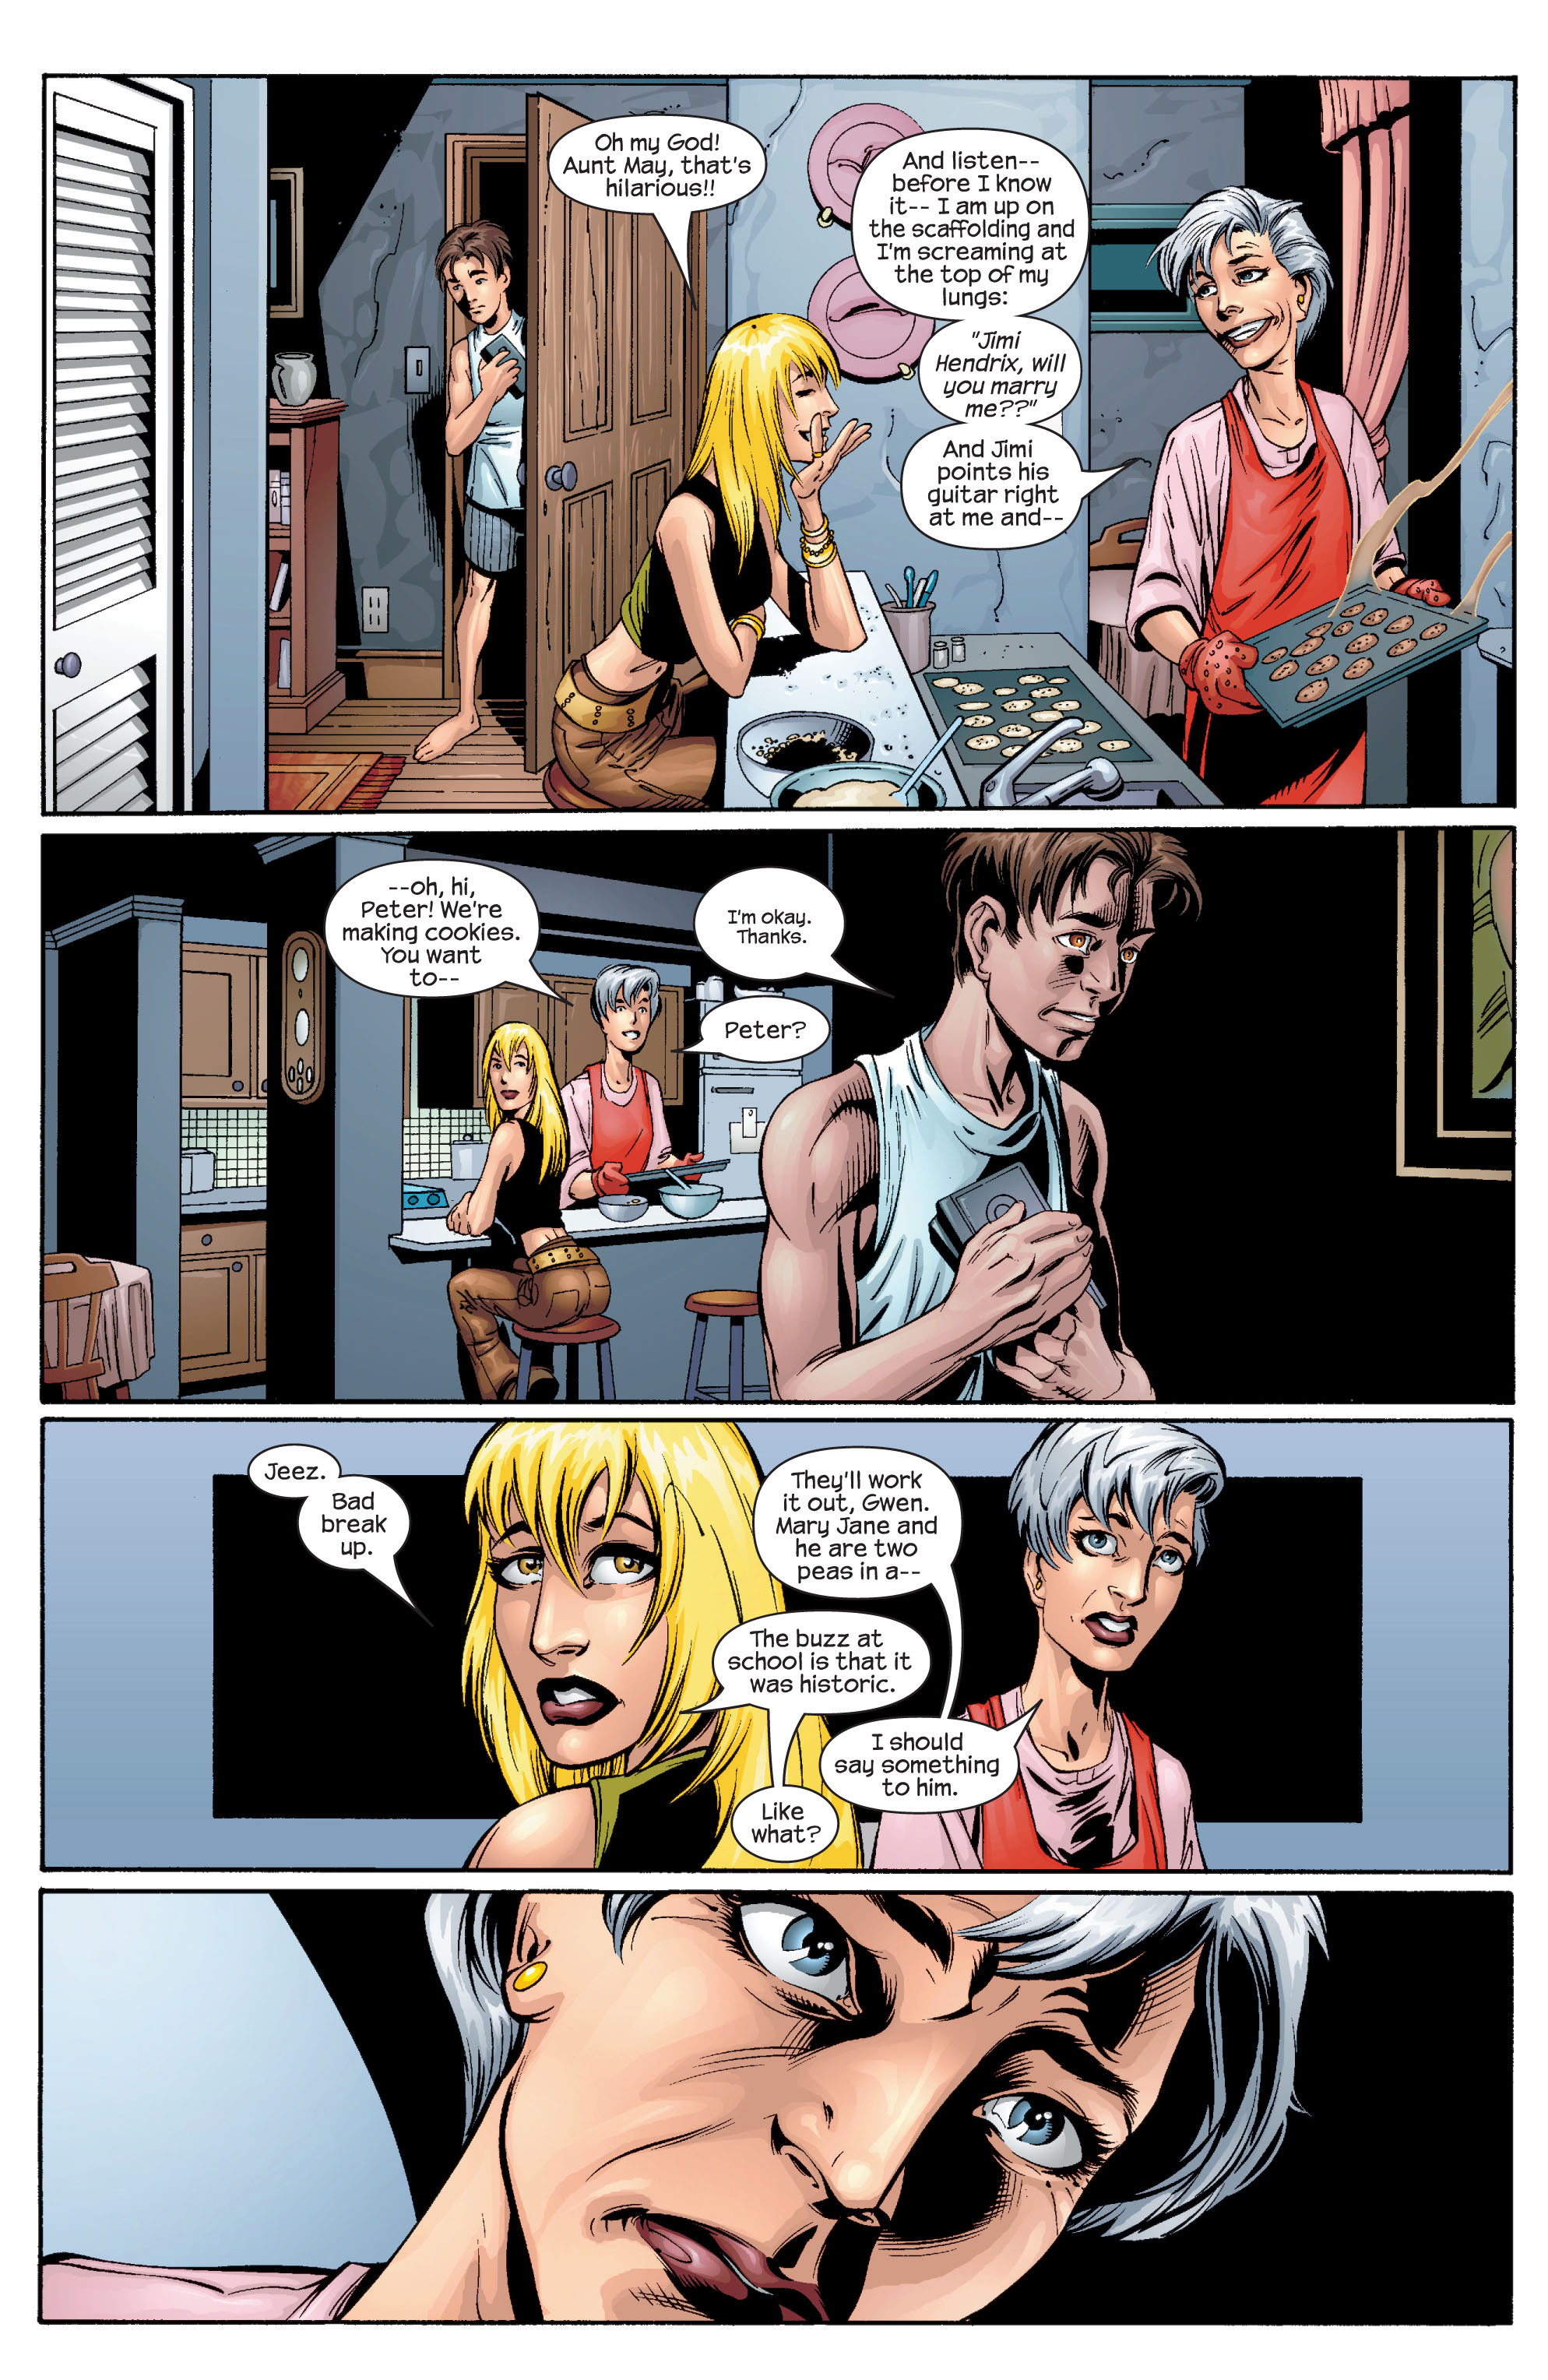 Oh my God!
Aunt May, that's
hilarious!!
And listen--
before I know
it-- I am up on
the scaffolding and
I'm screaming at
the top of my
lungs:
"Jimi
Hendrix, will
you marry
me??"
And Jimi
points his
guitar right
at me and--
--oh, hi,
Peter! We're
making cookies.
You want
to--
I'm okay.
Thanks.
Peter?
Jeez.
Bad
break
up.
They'll work
it out, Gwen.
Mary Jane and
he are two
peas in a--
The buzz at
school is that it
was historic.
I should
say something
to him.
Like
what?